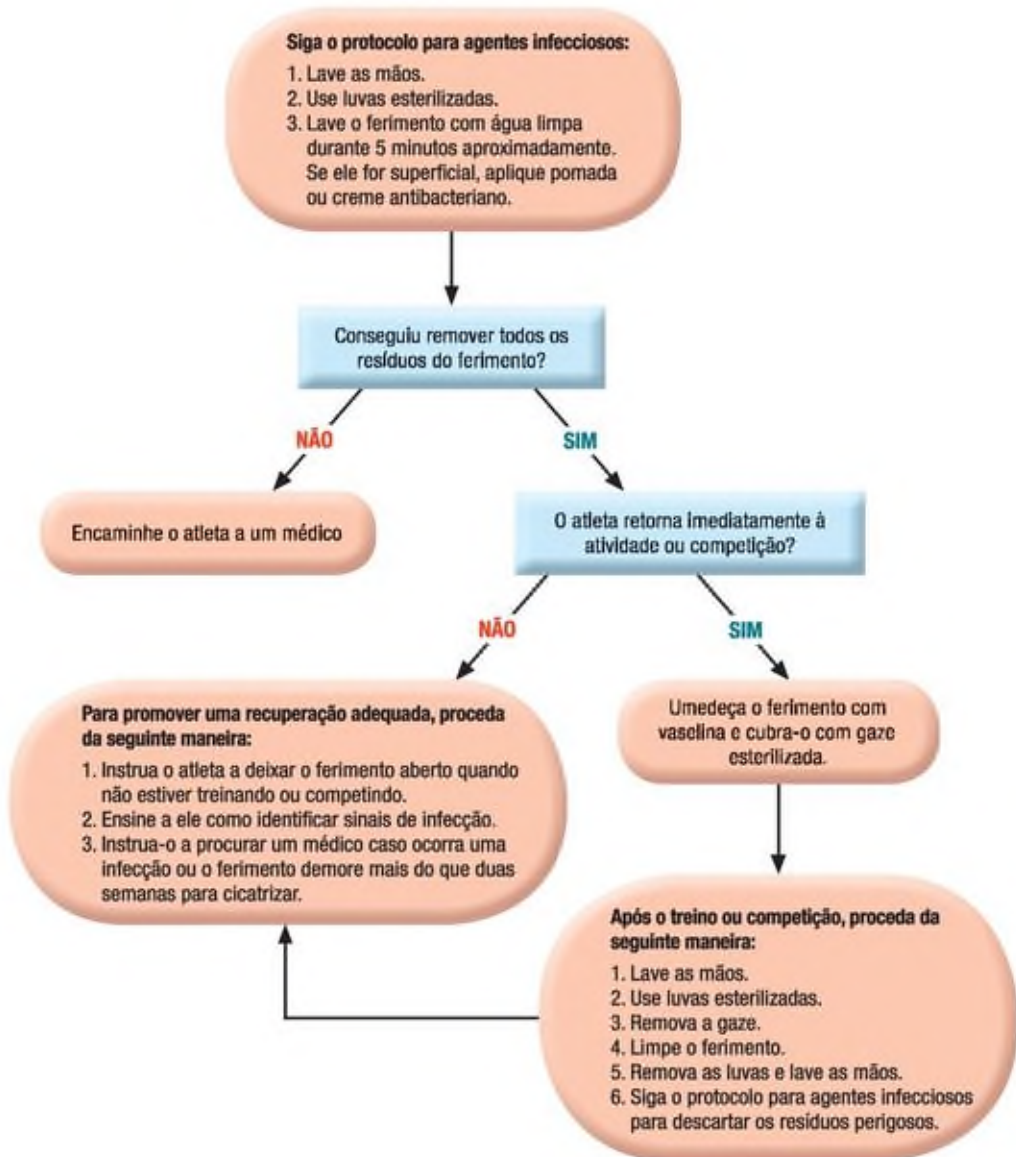 Siga o protocolo para agentes infecciosos:
1. Lave as mãos.
2. Use luvas esterilizadas.
3. Lave o ferimento com água limpa
durante 5 minutos aproximadamente.
Se ele for superficial, aplique pomada
ou creme antibacteriano.
Conseguiu remover todos os
resíduos do ferimento?
NÃO
SIM
Encaminhe o atleta a um médico
O atleta retorna imediatamente à
atividade ou competição?
NÃO
SIM
Para promover uma recuperação adequada, proceda
da seguinte maneira:
1. Instrua o atleta a deixar o ferimento aberto quando
não estiver treinando ou competindo.
2. Ensine a ele como identificar sinais de infecção.
3. Instrua-o a procurar um médico caso ocorra uma
infecção ou o ferimento demore mais do que duas
semanas para cicatrizar.
Umedeça o ferimento com
vaselina e cubra-o com gaze
esterilizada.
Após o treino ou competição, proceda da
seguinte maneira:
1. Lave as mãos.
2. Use luvas esterilizadas.
3. Remova a gaze.
4. Limpe o ferimento.
5. Remova as luvas e lave as mãos.
6. Siga o protocolo para agentes infecciosos
para descartar os resíduos perigosos.